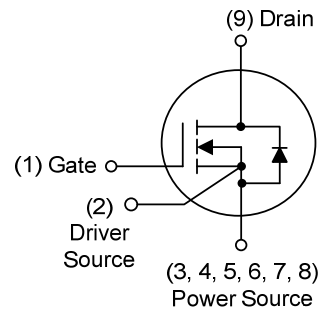 (9) Drain
(1) Gate
(2)
Driver
Source
(3, 4, 5, 6, 7, 8)
Power Source